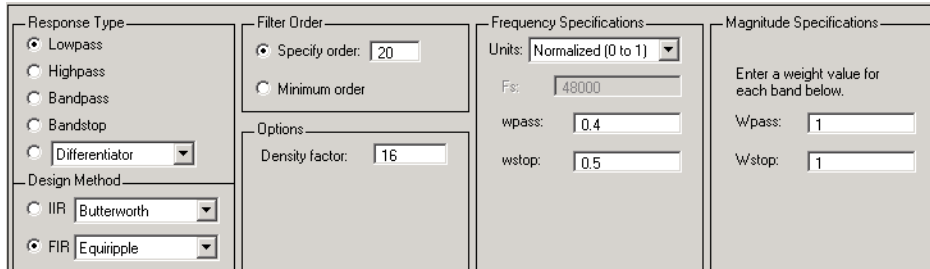 Response Type
Lowpass
Highpass
Bandpass
Bandstop
Differentiator
Design Method
IIR Butterworth
FIR Equiripple
Filter Order
Specify order: 20
Minimum order
Options
Density factor: 16
Frequency Specifications
Units: Normalized (0 to 1)
Fs: 48000
wpass: 0.4
wstop: 0.5
Magnitude Specifications
Enter a weight value for
each band below.
Wpass: 1
Wstop: 1